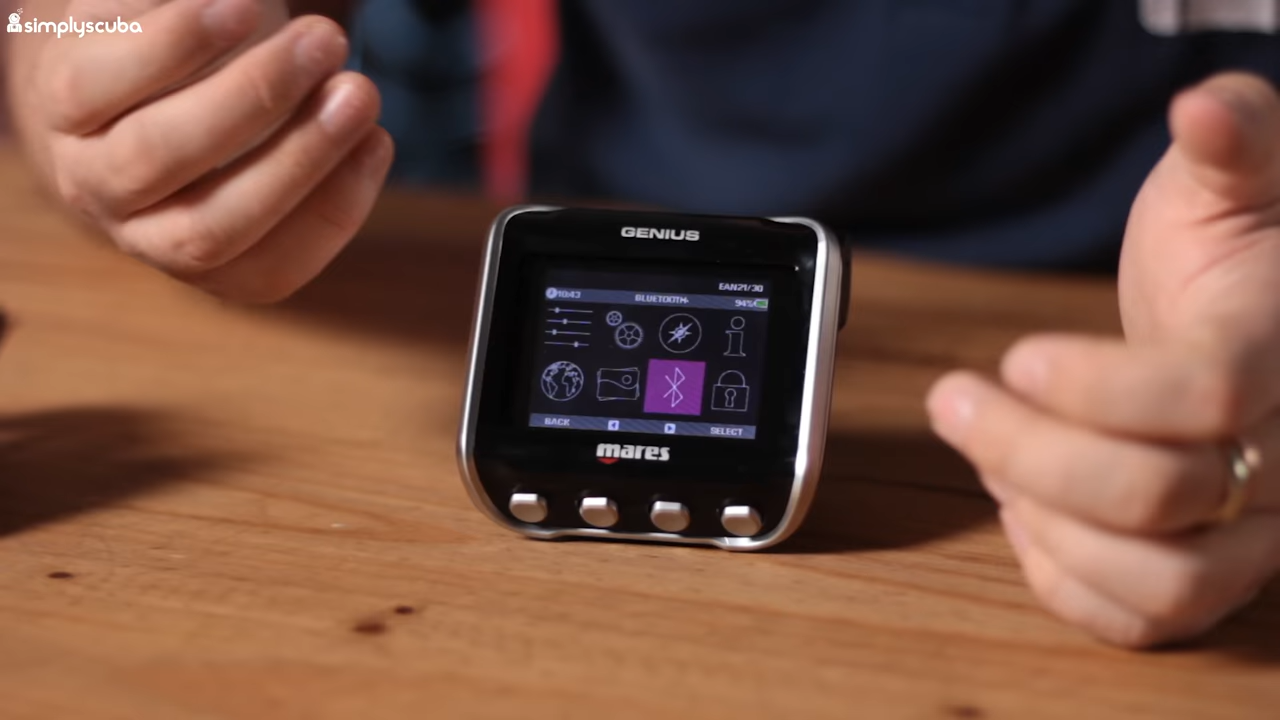 simplyscuba
GENIUS
EAN21/30
10:43 BLUETOOTH 94%
BACK SELECT
mares